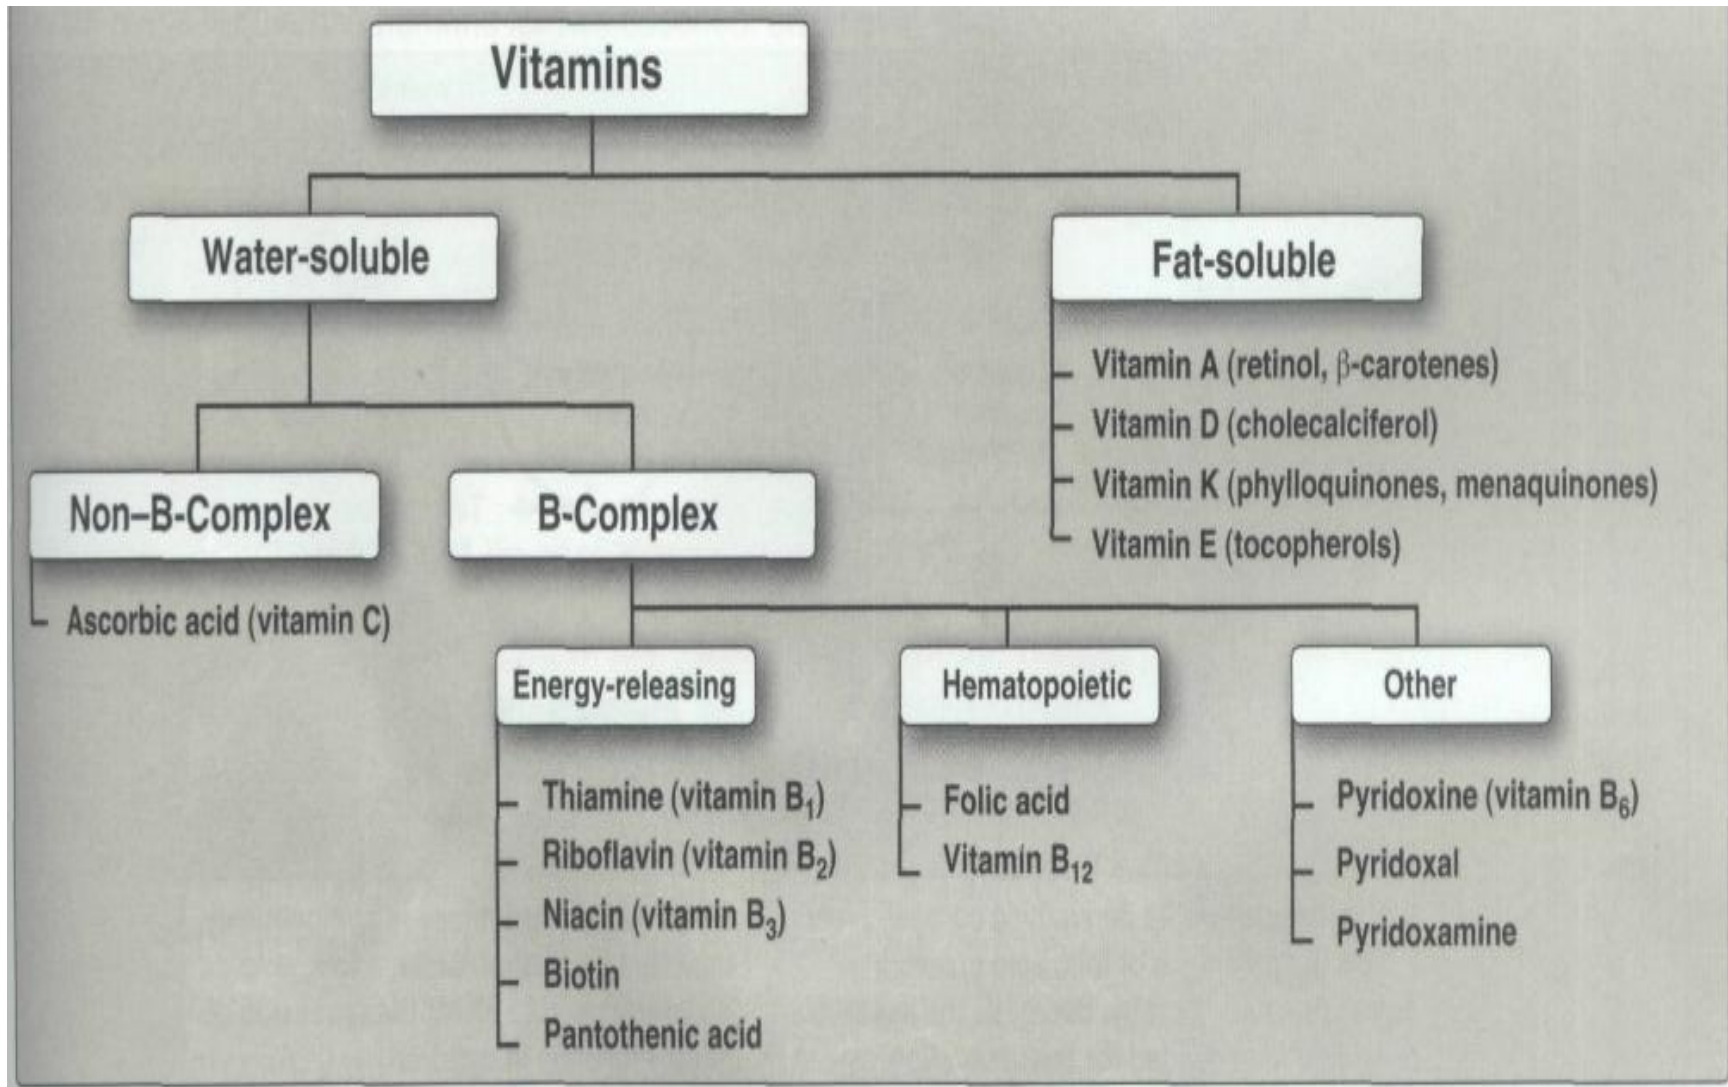 Vitamins
Water-soluble
Fat-soluble
Vitamin A (retinol, β-carotenes)
Vitamin D (cholecalciferol)
Vitamin K (phylloquinones, menaquinones)
Vitamin E (tocopherols)
Non–B-Complex
B-Complex
Ascorbic acid (vitamin C)
Energy-releasing
Hematopoietic
Other
Thiamine (vitamin B₁)
Riboflavin (vitamin B₂)
Niacin (vitamin B₃)
Biotin
Pantothenic acid
Folic acid
Vitamin B₁₂
Pyridoxine (vitamin B₆)
Pyridoxal
Pyridoxamine